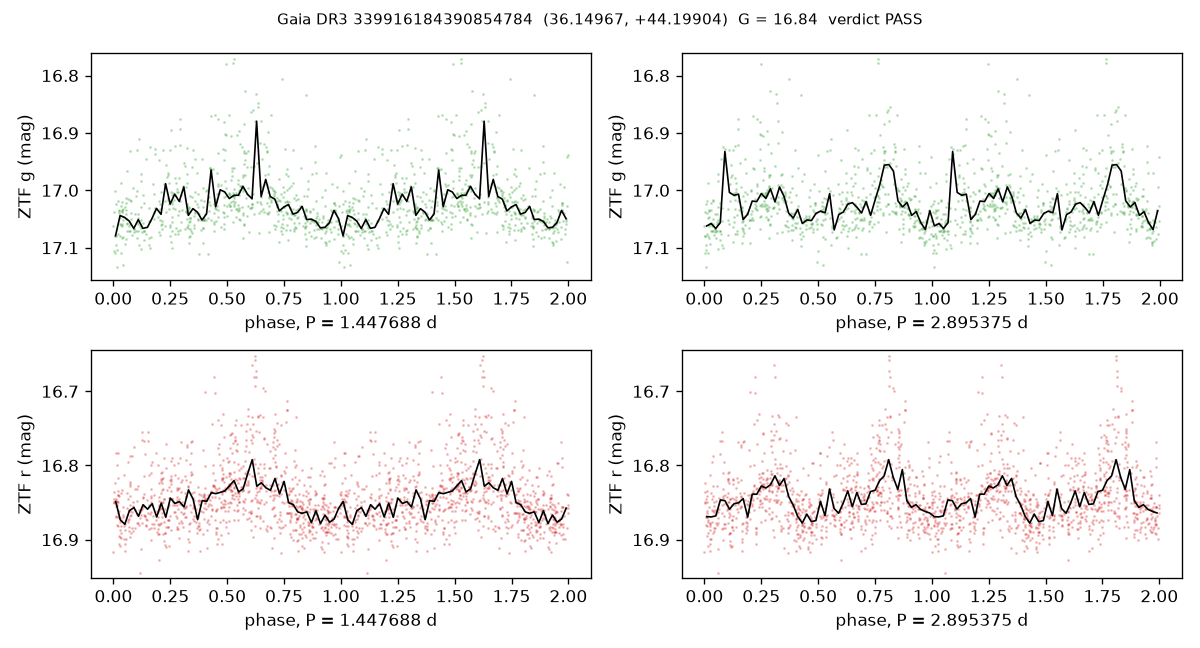 Gaia DR3 339916184390854784  (36.14967, +44.19904)  G = 16.84  verdict PASS
ZTF g (mag)
16.8
16.9
17.0
17.1
0.00 0.25 0.50 0.75 1.00 1.25 1.50 1.75 2.00
phase, P = 1.447688 d
ZTF g (mag)
16.8
16.9
17.0
17.1
0.00 0.25 0.50 0.75 1.00 1.25 1.50 1.75 2.00
phase, P = 2.895375 d
ZTF r (mag)
16.7
16.8
16.9
0.00 0.25 0.50 0.75 1.00 1.25 1.50 1.75 2.00
phase, P = 1.447688 d
ZTF r (mag)
16.7
16.8
16.9
0.00 0.25 0.50 0.75 1.00 1.25 1.50 1.75 2.00
phase, P = 2.895375 d